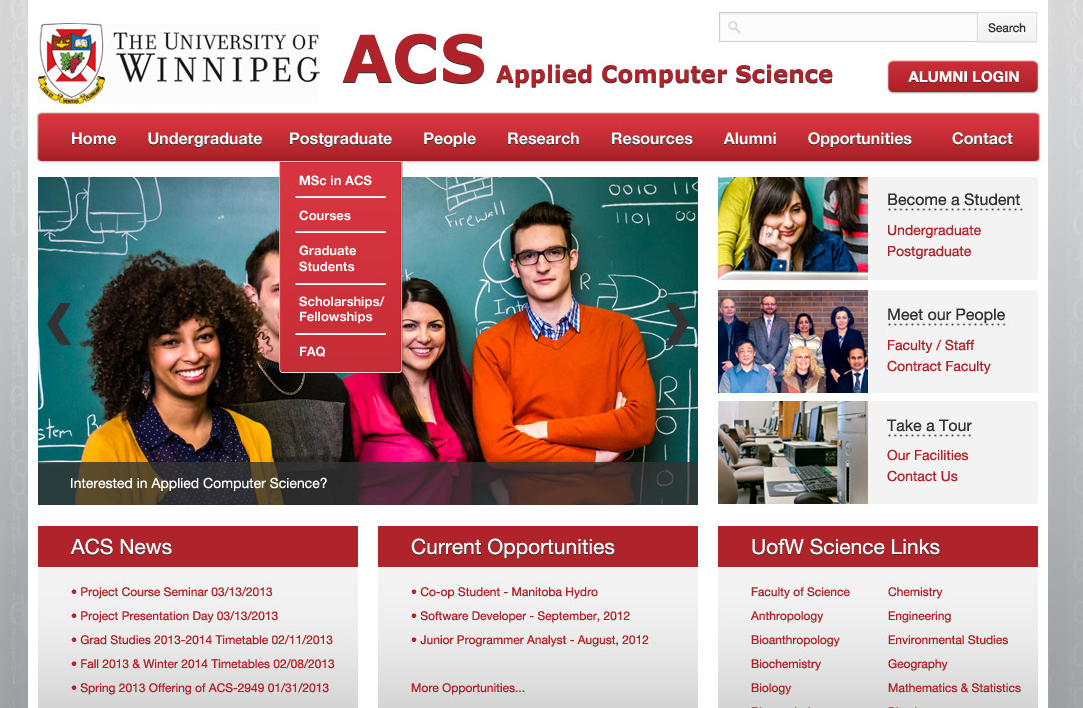 THE UNIVERSITY OF
WINNIPEG
ACS Applied Computer Science
Search
ALUMNI LOGIN
Home Undergraduate Postgraduate People Research Resources Alumni Opportunities Contact
MSc in ACS
Courses
Graduate
Students
Scholarships/
Fellowships
FAQ
Firewall
0010
1101
00
R
Int
stem
R
Interested in Applied Computer Science?
Become a Student
Undergraduate
Postgraduate
Meet our People
Faculty / Staff
Contract Faculty
Take a Tour
Our Facilities
Contact Us
ACS News
• Project Course Seminar 03/13/2013
• Project Presentation Day 03/13/2013
• Grad Studies 2013-2014 Timetable 02/11/2013
• Fall 2013 & Winter 2014 Timetables 02/08/2013
• Spring 2013 Offering of ACS-2949 01/31/2013
Current Opportunities
• Co-op Student - Manitoba Hydro
• Software Developer - September, 2012
• Junior Programmer Analyst - August, 2012
More Opportunities...
UofW Science Links
Faculty of Science Chemistry
Anthropology Engineering
Bioanthropology Environmental Studies
Biochemistry Geography
Biology Mathematics & Statistics